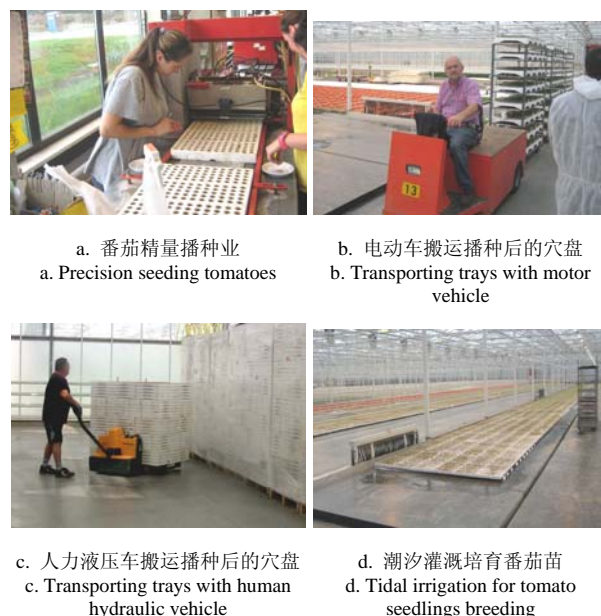 13
a. 番茄精量播种业
a. Precision seeding tomatoes
b. 电动车搬运播种后的穴盘
b. Transporting trays with motor
vehicle
c. 人力液压车搬运播种后的穴盘
c. Transporting trays with human
hydraulic vehicle
d. 潮汐灌溉培育番茄苗
d. Tidal irrigation for tomato
seedlings breeding